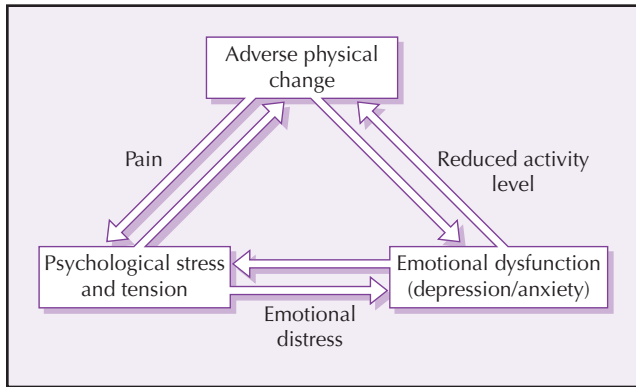 Adverse physical
change
Pain
Reduced activity
level
Psychological stress
and tension
Emotional dysfunction
(depression/anxiety)
Emotional
distress